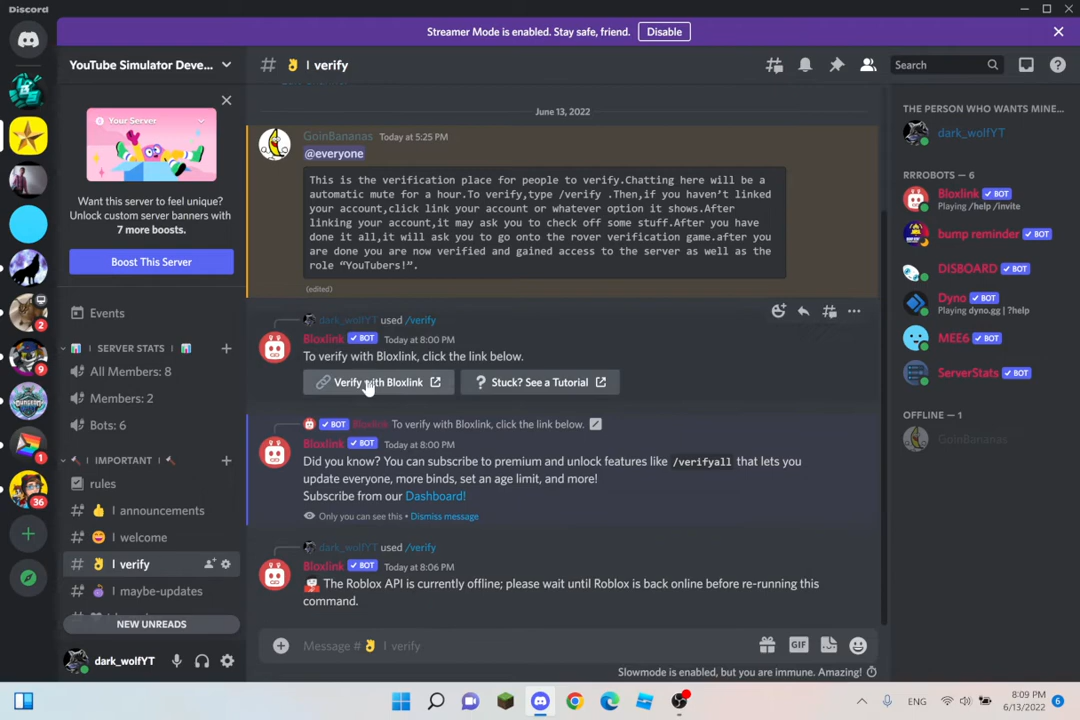 Discord
Streamer Mode is enabled. Stay safe, friend. Disable
YouTube Simulator Deve...
# 👌 I verify
Search
Your Server
Want this server to feel unique?
Unlock custom server banners with
7 more boosts.
Boost This Server
Events
2
📊 | SERVER STATS | 📊
All Members: 8
Members: 2
Bots: 6
🔨 | IMPORTANT | 🔨
rules
👍 I announcements
😄 I welcome
👌 I verify
I maybe-updates
NEW UNREADS
1
36
dark_wolfYT
June 13, 2022
GoinBananas Today at 5:25 PM
@everyone
This is the verification place for people to verify.Chatting here will be a
automatic mute for a hour.To verify,type /verify .Then,if you haven't linked
your account,click link your account or whatever option it shows.After
linking your account,it may ask you to check off some stuff.After you have
done it all,it will ask you to go onto the rover verification game.after you
are done you are now verified and gained access to the server as well as the
role “YouTubers!”.
(edited)
dark_wolfYT used /verify
Bloxlink ✓ BOT Today at 8:00 PM
To verify with Bloxlink, click the link below.
Verify with Bloxlink
? Stuck? See a Tutorial
✓ BOT Bloxlink To verify with Bloxlink, click the link below.
Bloxlink ✓ BOT Today at 8:00 PM
Did you know? You can subscribe to premium and unlock features like /verifyall that lets you
update everyone, more binds, set an age limit, and more!
Subscribe from our Dashboard!
Only you can see this • Dismiss message
dark_wolfYT used /verify
Bloxlink ✓ BOT Today at 8:06 PM
The Roblox API is currently offline; please wait until Roblox is back online before re-running this
command.
Message # 👌 I verify
GIF
Slowmode is enabled, but you are immune. Amazing!
THE PERSON WHO WANTS MINE...
dark_wolfYT
RRROBOTS — 6
Bloxlink ✓ BOT
Playing /help /invite
bump reminder ✓ BOT
DISBOARD ✓ BOT
Dyno ✓ BOT
Playing dyno.gg | ?help
MEE6 ✓ BOT
ServerStats ✓ BOT
OFFLINE — 1
GoinBananas
ENG
8:09 PM
6/13/2022
6